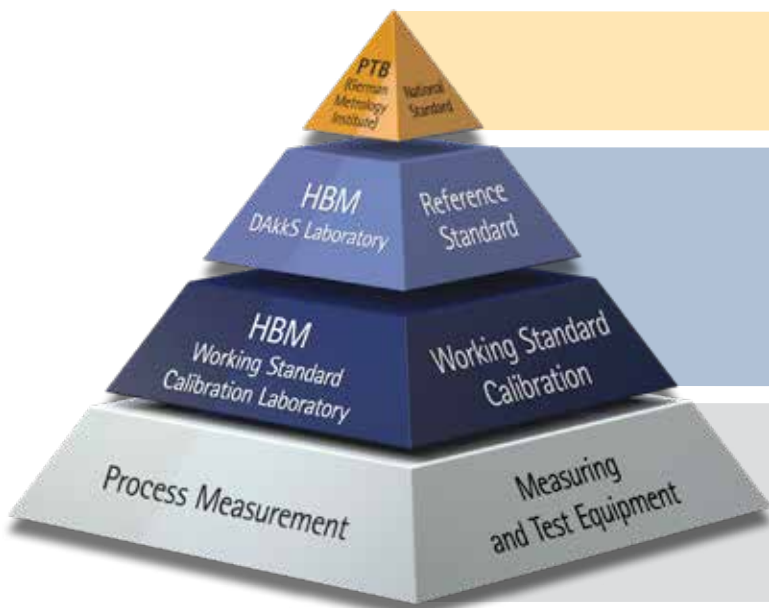 PTB
[German
Metrology
Institute]
National
Standard
HBM
DAkkS Laboratory
Reference
Standard
HBM
Working Standard
Calibration Laboratory
Working Standard
Calibration
Process Measurement
Measuring
and Test Equipment